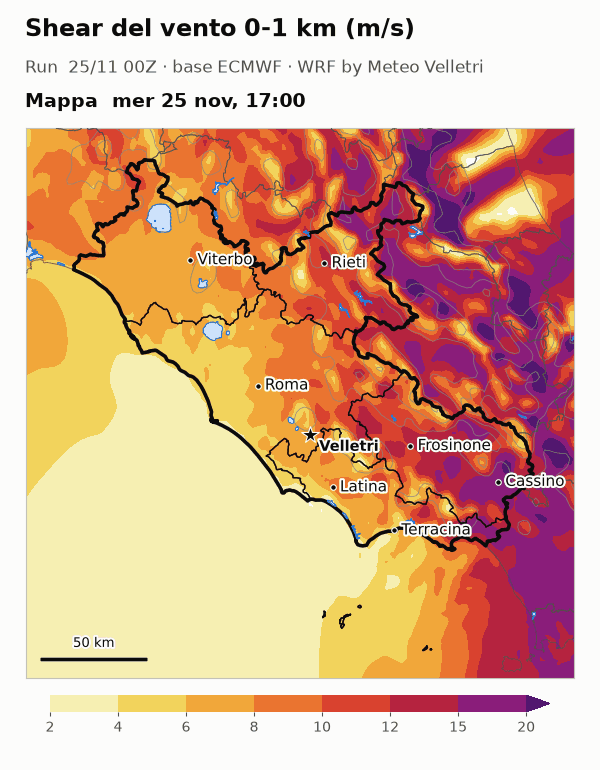 Shear del vento 0-1 km (m/s)
Run  25/11 00Z · base ECMWF · WRF by Meteo Velletri
Mappa  mer 25 nov, 17:00
Viterbo
Rieti
Roma
Velletri
Frosinone
Cassino
Latina
Terracina
50 km
2 4 6 8 10 12 15 20